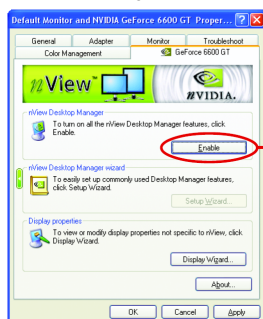 Default Monitor and NVIDIA GeForce 6600 GT Proper...
General Adapter Monitor Troubleshoot
Color Management GeForce 6600 GT
nView™
NVIDIA.
nView Desktop Manager
To turn on all the nView Desktop Manager features, click
Enable.
Enable
nView Desktop Manager wizard
To easily set up commonly used Desktop Manager features,
click Setup Wizard.
Setup Wizard...
Display properties
To view or modify display properties not specific to nView, click
Display Wizard.
Display Wizard...
About...
OK Cancel Apply